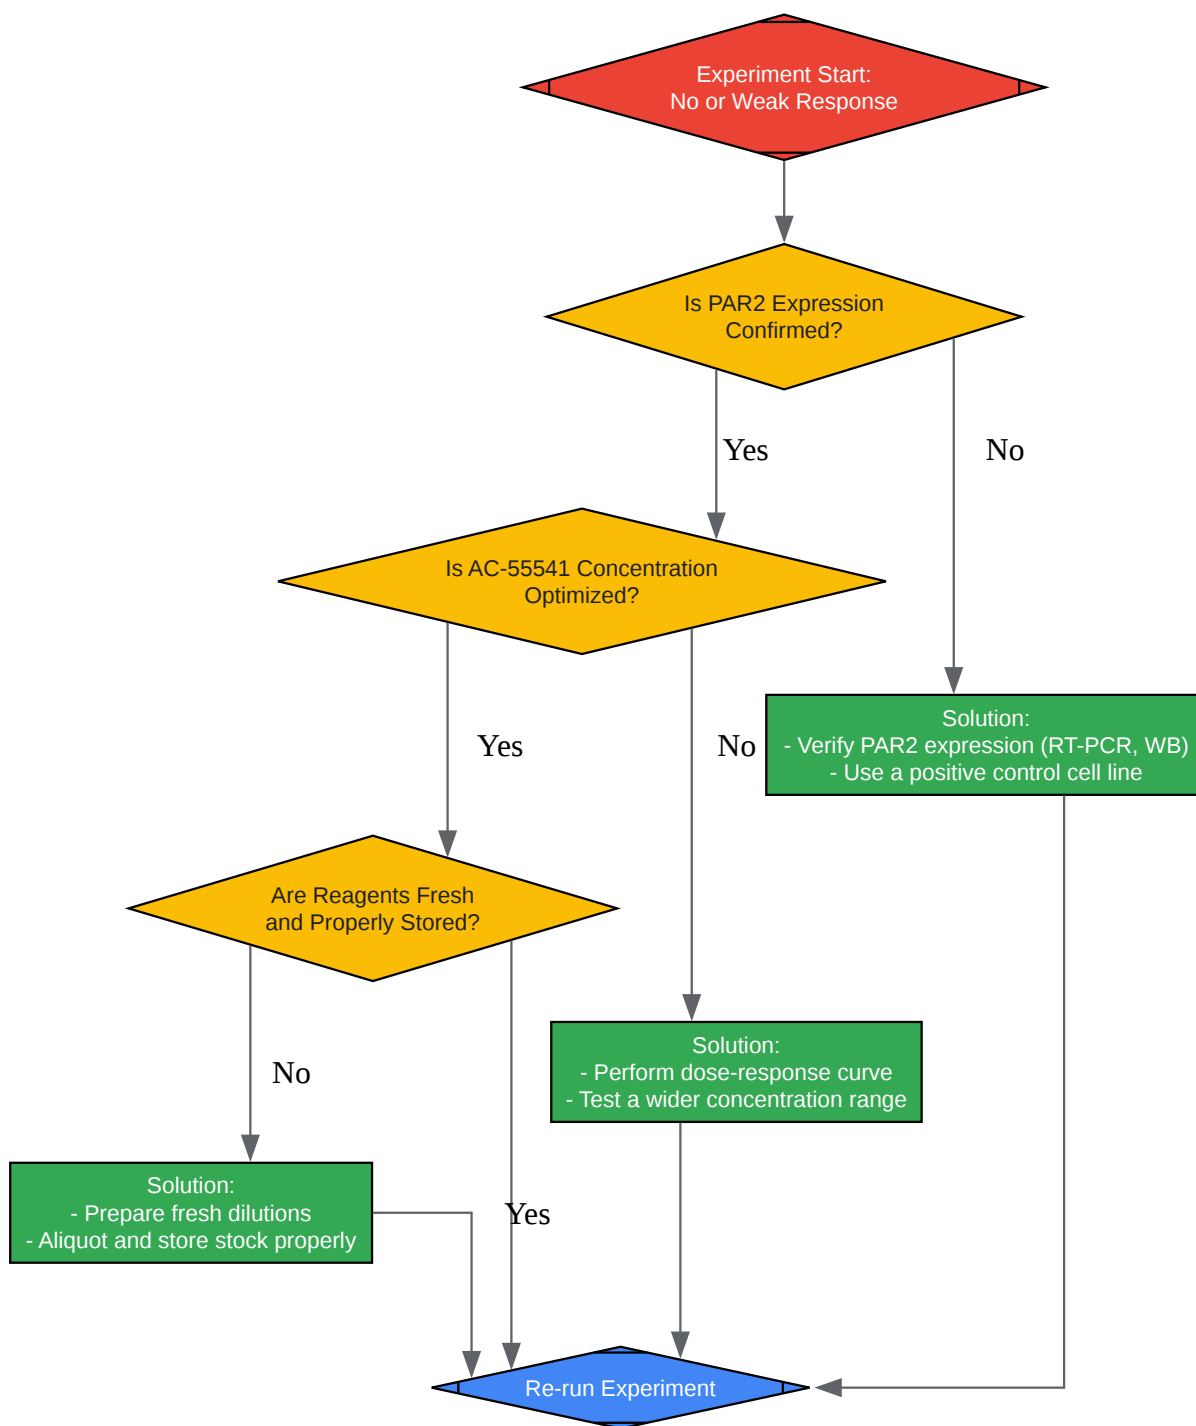 Experiment Start:
No or Weak Response
Is PAR2 Expression
Confirmed?
Yes
No
Is AC-55541 Concentration
Optimized?
Solution:
- Verify PAR2 expression (RT-PCR, WB)
- Use a positive control cell line
Yes
No
Are Reagents Fresh
and Properly Stored?
Solution:
- Perform dose-response curve
- Test a wider concentration range
No
Solution:
- Prepare fresh dilutions
- Aliquot and store stock properly
Yes
Re-run Experiment